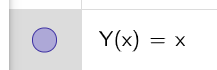 Y(x) = x